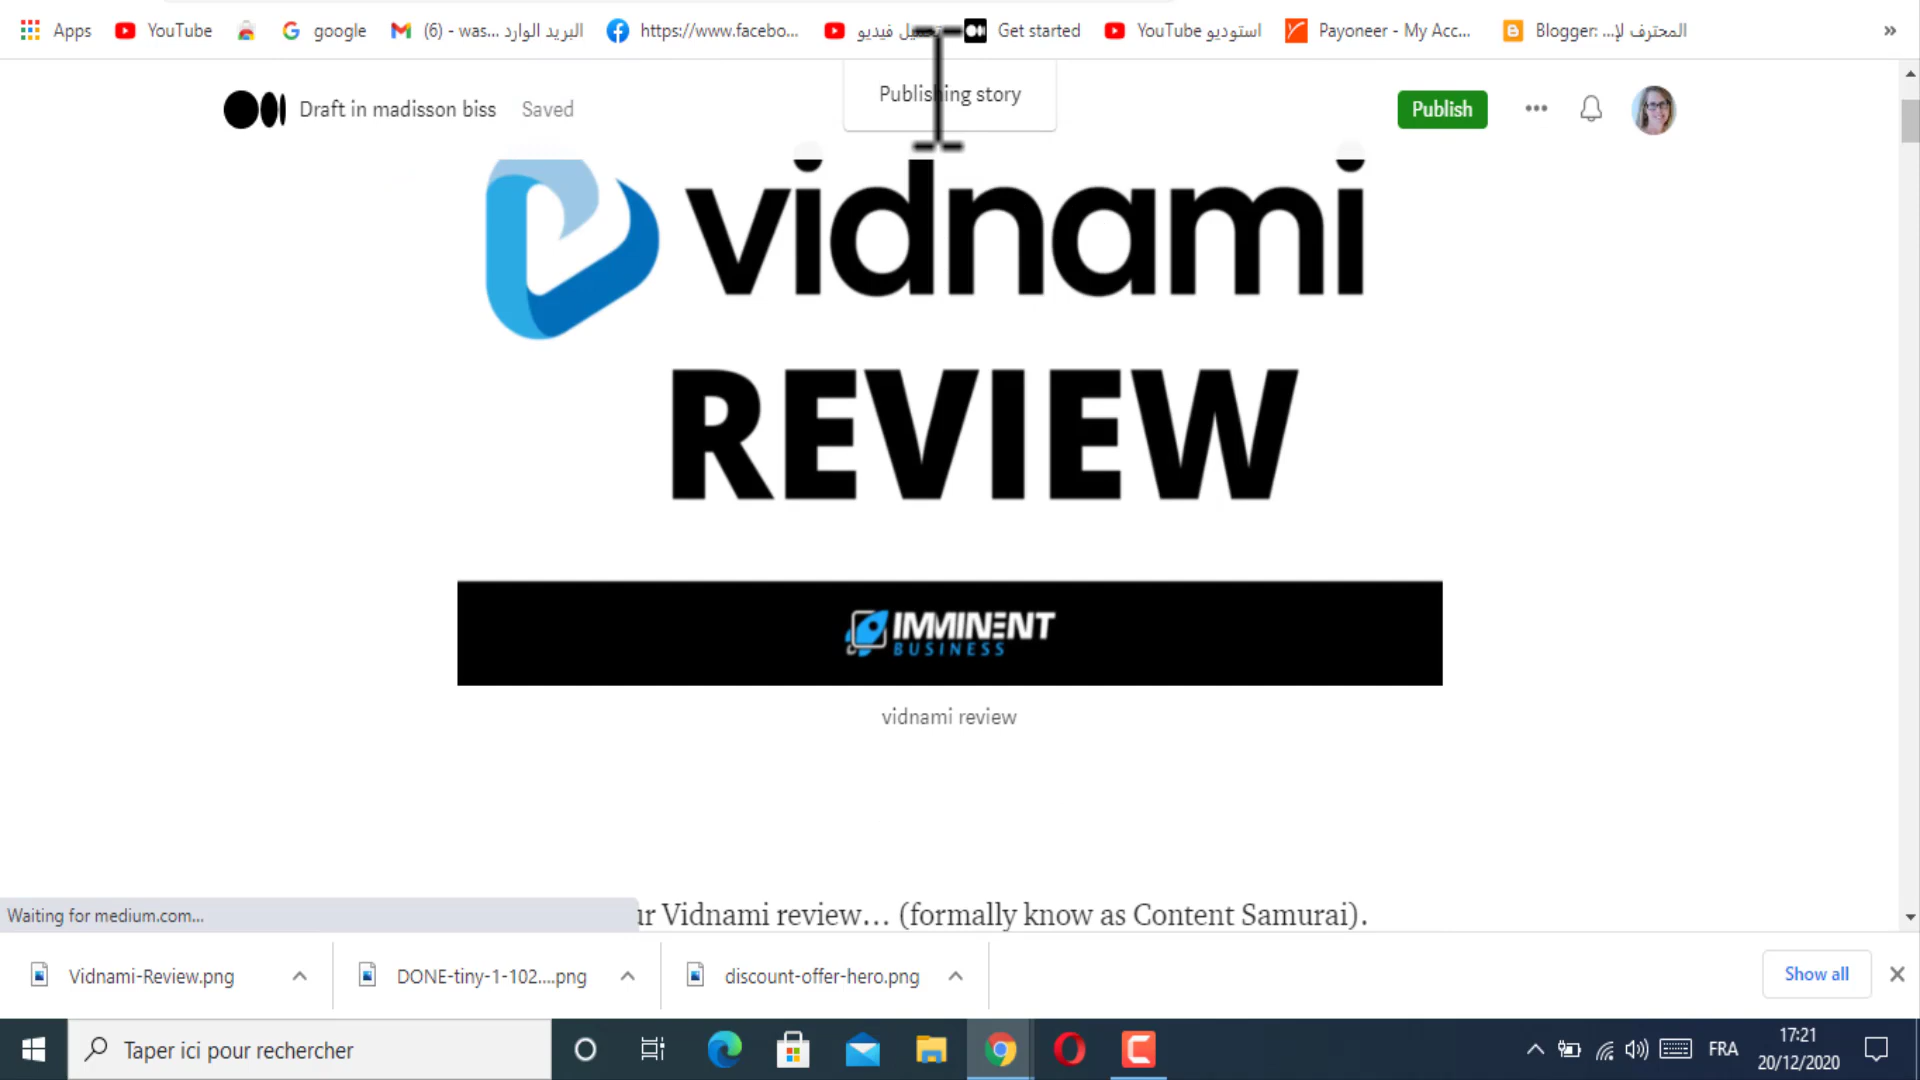 Apps
YouTube
google
(6) - was... البريد الوارد
https://www.facebo...
فيديو
Get started
YouTube استوديو
Payoneer - My Acc...
Blogger: ...المحترف لإ
»
Draft in madisson biss
Saved
Publishing story
Publish
vidnami
REVIEW
IMMINENT
BUSINESS
vidnami review
ur Vidnami review... (formally know as Content Samurai).
Waiting for medium.com...
Vidnami-Review.png
DONE-tiny-1-102....png
discount-offer-hero.png
Show all
Taper ici pour rechercher
FRA
17:21
20/12/2020